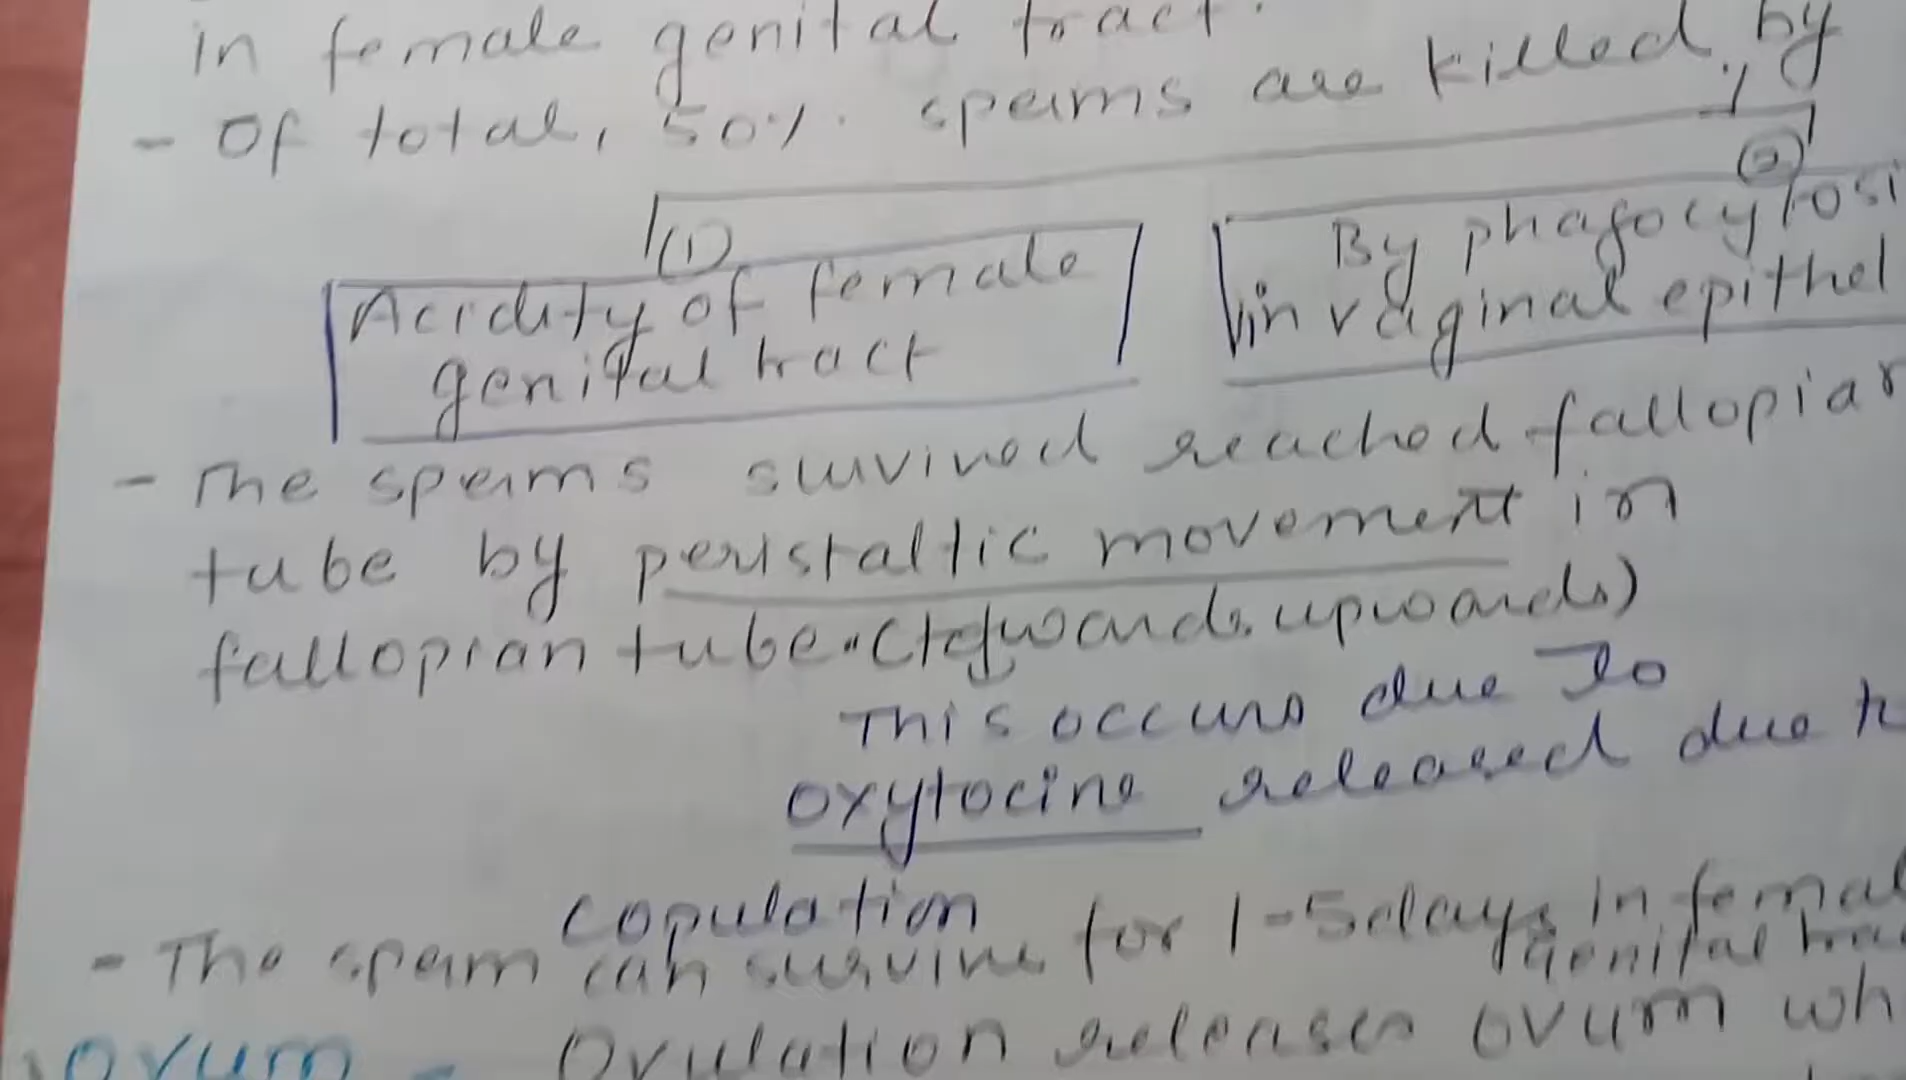 in female genital tract.
- Of total, 50%. sperms are killed by
(1)
Acidity of female
genital tract
(2)
By phagocytosi
in vaginal epithel
- The sperms survived reached fallopian
tube by peristaltic movement in
fallopian tube. ( upwards)
This occurs due to
oxytocine released due to
copulation
- The sperm can survive for 1-5 days in femal
genital trac
ovum - Ovulation releases ovum wh